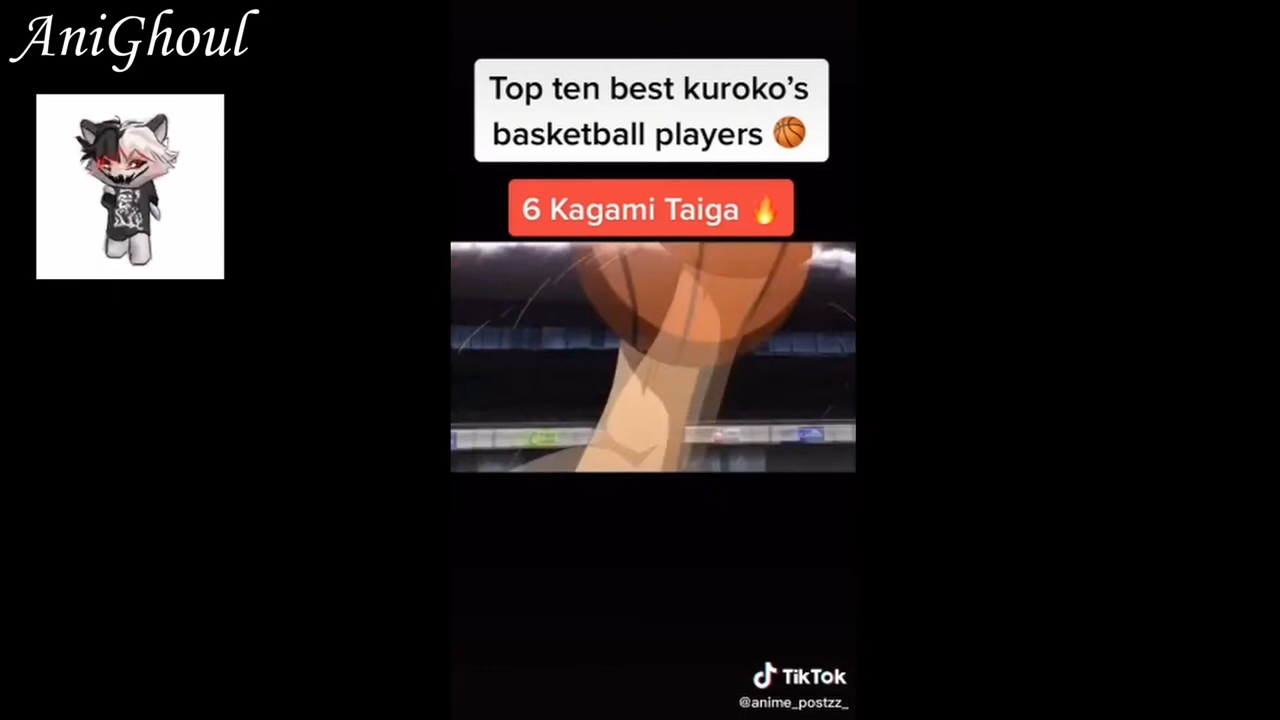 AniGhoul
Top ten best kuroko's
basketball players 🏀
6 Kagami Taiga 🔥
TikTok
@anime_postzz_